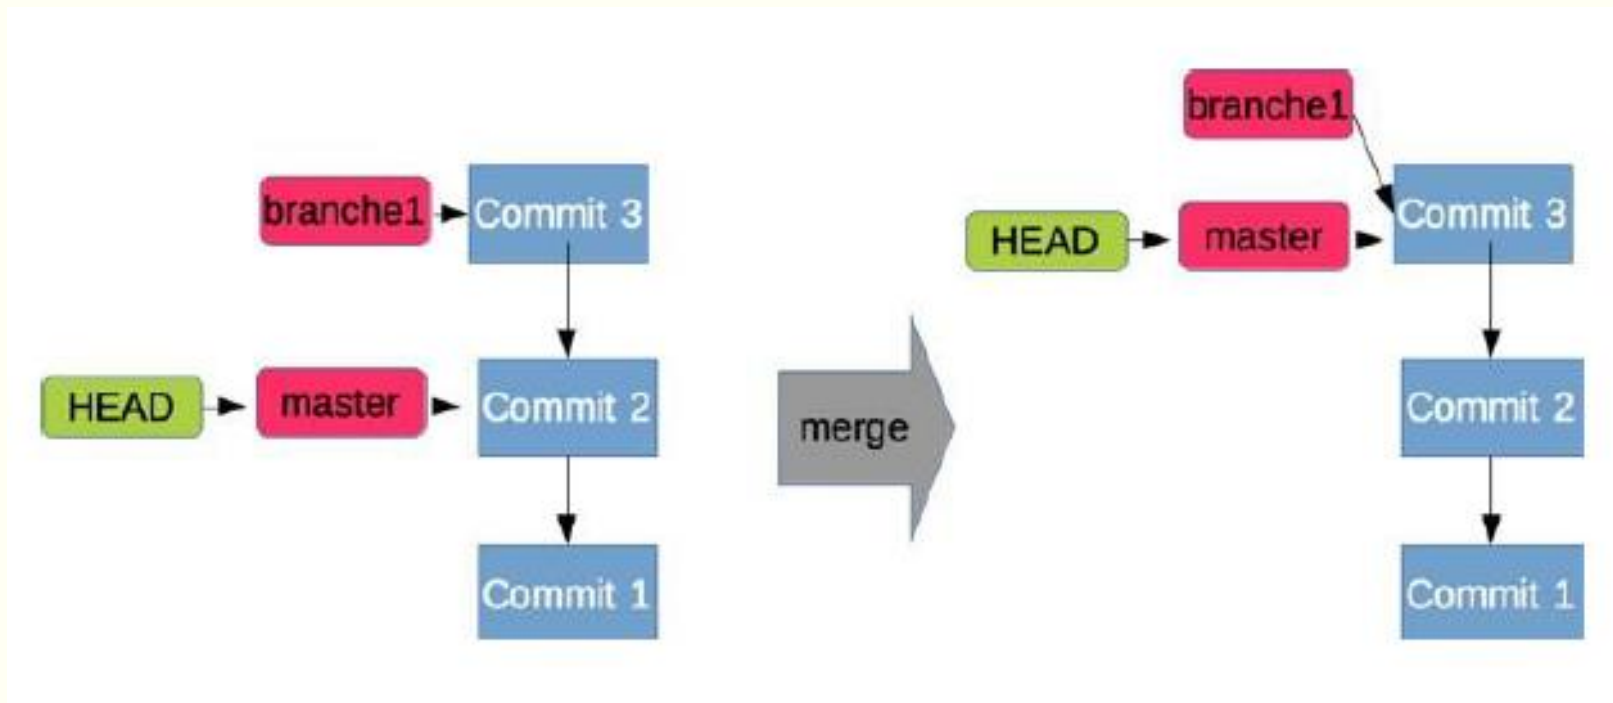 branche1
Commit 3
HEAD
master
Commit 2
Commit 1
merge
branche1
Commit 3
HEAD
master
Commit 2
Commit 1